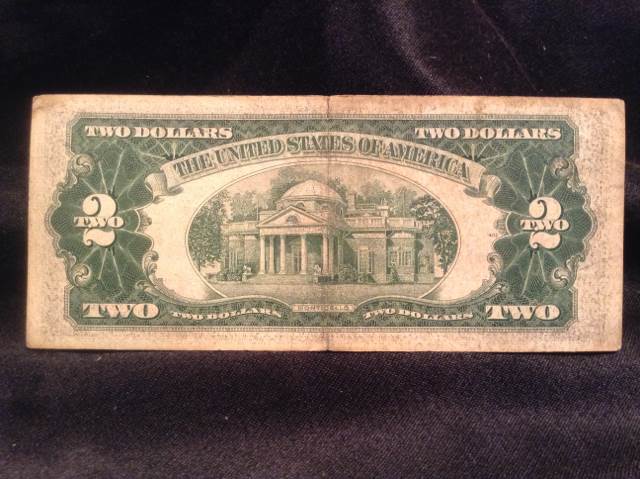 TWO DOLLARS TWO DOLLARS
THE UNITED STATES OF AMERICA
2 2
TWO TWO
MONTICELLO
TWO TWO DOLLARS TWO DOLLARS TWO